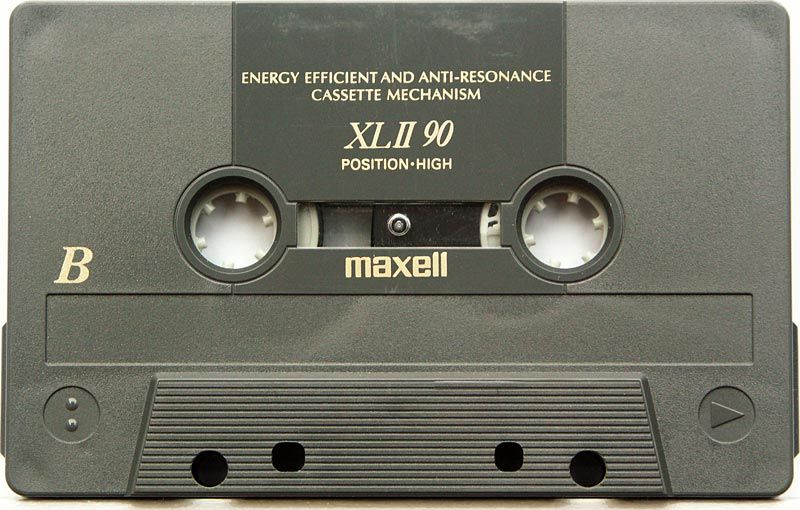 ENERGY EFFICIENT AND ANTI-RESONANCE
CASSETTE MECHANISM
XLII 90
POSITION·HIGH
B
maxell